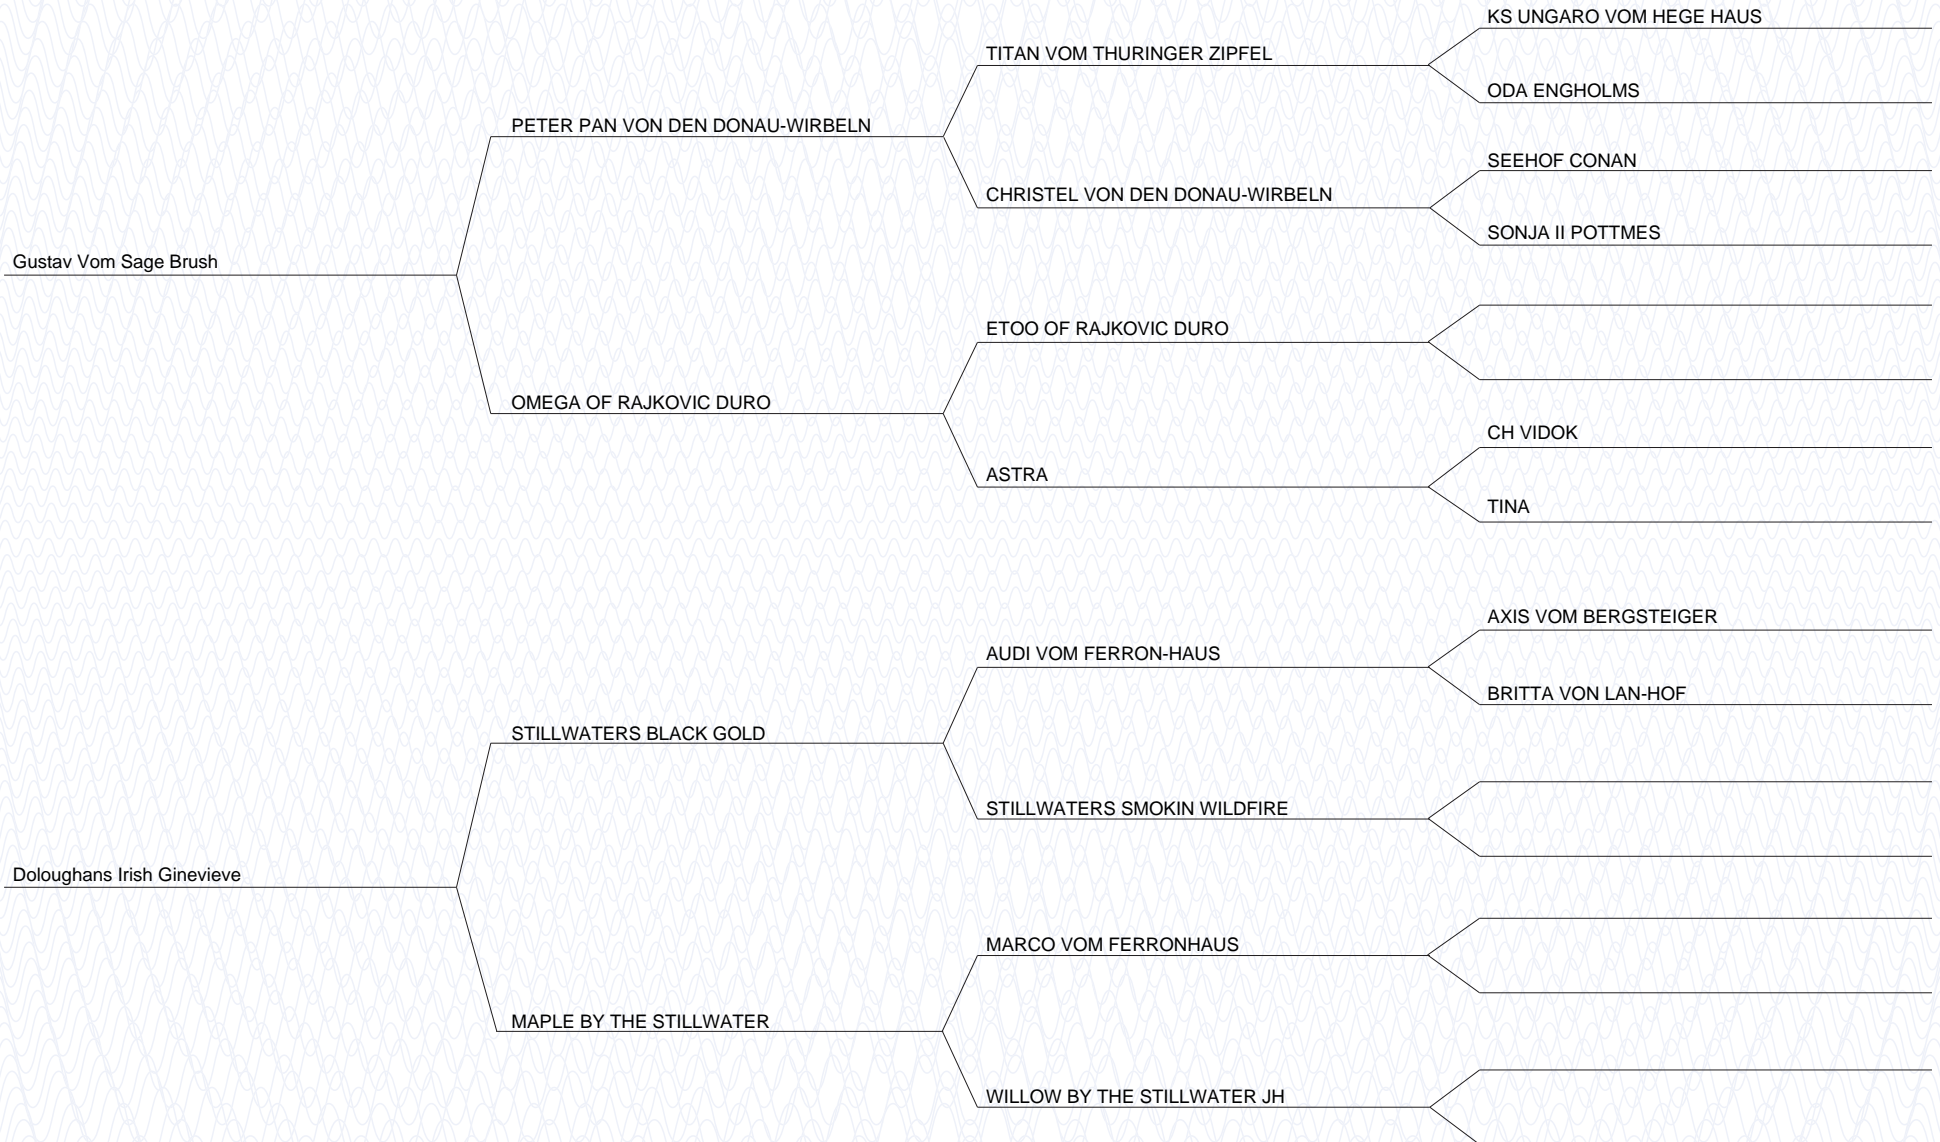 KS UNGARO VOM HEGE HAUS
TITAN VOM THURINGER ZIPFEL
ODA ENGHOLMS
PETER PAN VON DEN DONAU-WIRBELN
SEEHOF CONAN
CHRISTEL VON DEN DONAU-WIRBELN
SONJA II POTTMES
Gustav Vom Sage Brush
ETOO OF RAJKOVIC DURO
OMEGA OF RAJKOVIC DURO
CH VIDOK
ASTRA
TINA
AXIS VOM BERGSTEIGER
AUDI VOM FERRON-HAUS
BRITTA VON LAN-HOF
STILLWATERS BLACK GOLD
STILLWATERS SMOKIN WILDFIRE
Doloughans Irish Ginevieve
MARCO VOM FERRONHAUS
MAPLE BY THE STILLWATER
WILLOW BY THE STILLWATER JH